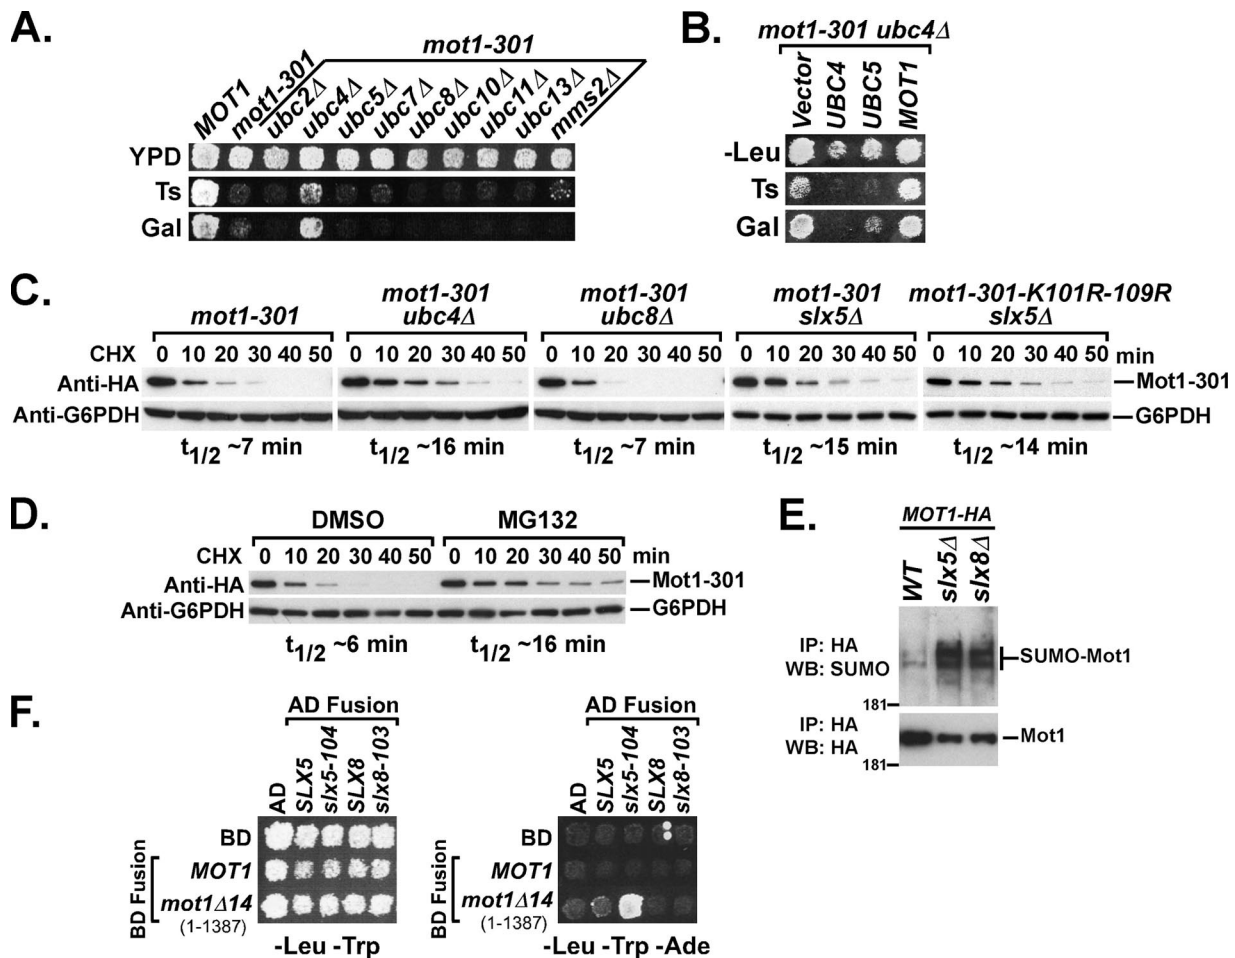 A.
mot1-301
MOT1
mot1-301
ubc2Δ
ubc4Δ
ubc5Δ
ubc7Δ
ubc8Δ
ubc10Δ
ubc11Δ
ubc13Δ
mms2Δ
YPD
Ts
Gal
B.
mot1-301 ubc4Δ
Vector
UBC4
UBC5
MOT1
-Leu
Ts
Gal
C.
mot1-301
mot1-301
ubc4Δ
mot1-301
ubc8Δ
mot1-301
slx5Δ
mot1-301-K101R-109R
slx5Δ
CHX 0 10 20 30 40 50 0 10 20 30 40 50 0 10 20 30 40 50 0 10 20 30 40 50 0 10 20 30 40 50 min
Anti-HA Mot1-301
Anti-G6PDH G6PDH
t1/2 ~7 min t1/2 ~16 min t1/2 ~7 min t1/2 ~15 min t1/2 ~14 min
D.
DMSO MG132
CHX 0 10 20 30 40 50 0 10 20 30 40 50 min
Anti-HA Mot1-301
Anti-G6PDH G6PDH
t1/2 ~6 min t1/2 ~16 min
E.
MOT1-HA
WT
slx5Δ
slx8Δ
IP: HA
WB: SUMO
SUMO-Mot1
181
IP: HA
WB: HA
Mot1
181
F.
AD Fusion
AD
SLX5
slx5-104
SLX8
slx8-103
BD Fusion
BD
MOT1
mot1Δ14
(1-1387)
-Leu -Trp
AD Fusion
AD
SLX5
slx5-104
SLX8
slx8-103
BD Fusion
BD
MOT1
mot1Δ14
(1-1387)
-Leu -Trp -Ade